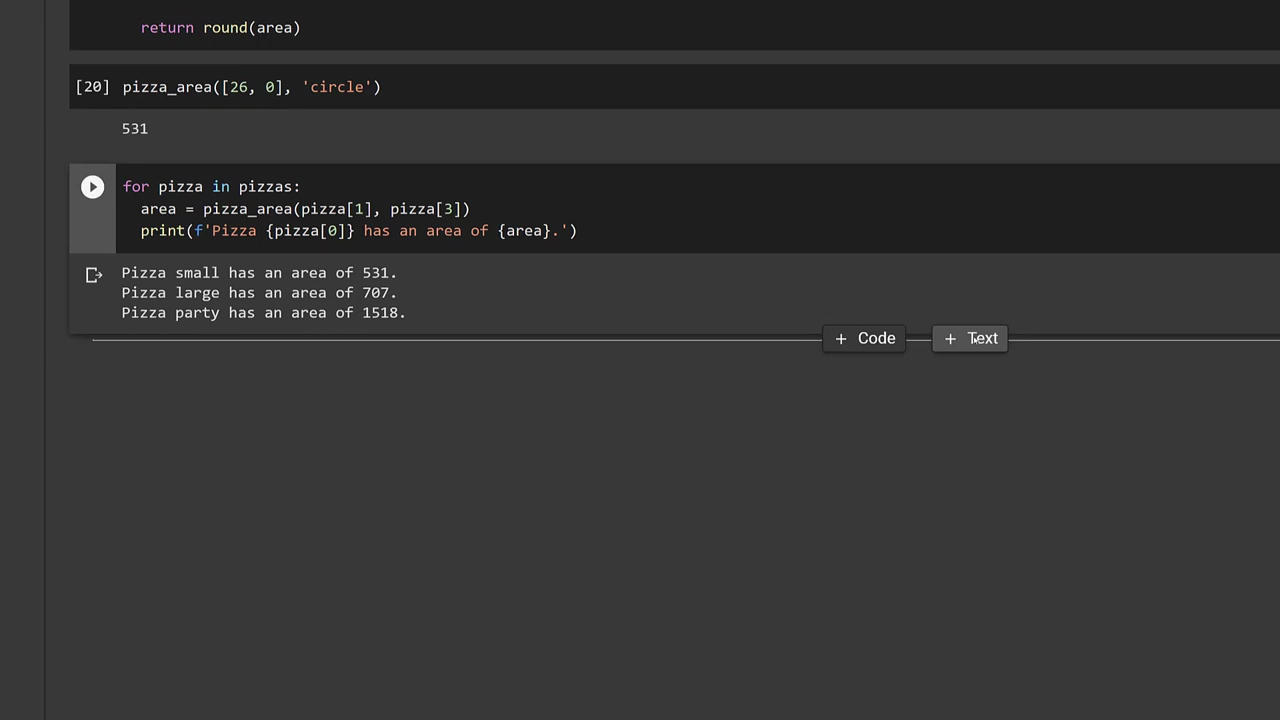 return round(area)
[20] pizza_area([26, 0], 'circle')
531
for pizza in pizzas:
area = pizza_area(pizza[1], pizza[3])
print(f'Pizza {pizza[0]} has an area of {area}.')
Pizza small has an area of 531.
Pizza large has an area of 707.
Pizza party has an area of 1518.
+ Code + Text